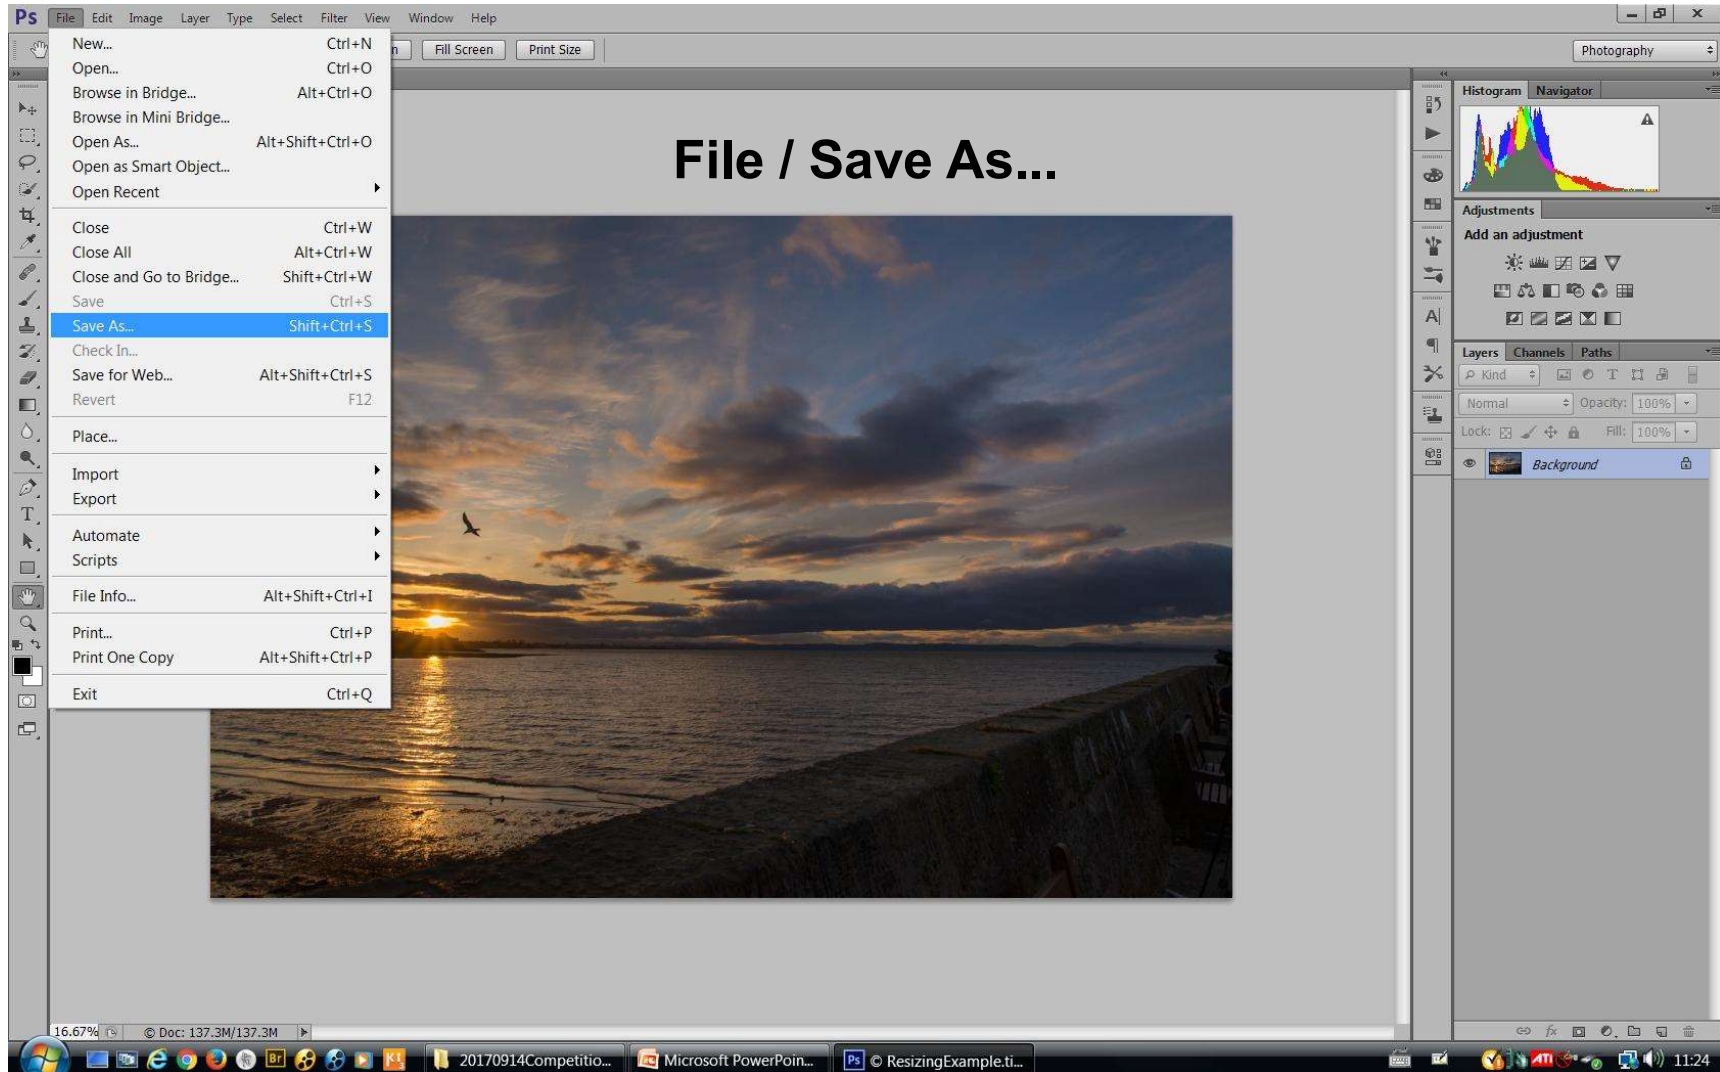 Ps File Edit Image Layer Type Select Filter View Window Help
Fill Screen Print Size Photography
New... Ctrl+N
Open... Ctrl+O
Browse in Bridge... Alt+Ctrl+O
Browse in Mini Bridge...
Open As... Alt+Shift+Ctrl+O
Open as Smart Object...
Open Recent
Close Ctrl+W
Close All Alt+Ctrl+W
Close and Go to Bridge... Shift+Ctrl+W
Save Ctrl+S
Save As... Shift+Ctrl+S
Check In...
Save for Web... Alt+Shift+Ctrl+S
Revert F12
Place...
Import
Export
Automate
Scripts
File Info... Alt+Shift+Ctrl+I
Print... Ctrl+P
Print One Copy Alt+Shift+Ctrl+P
Exit Ctrl+Q
File / Save As...
Histogram Navigator
Adjustments
Add an adjustment
Layers Channels Paths
Kind
Normal Opacity: 100%
Lock: Fill: 100%
Background
16.67% © Doc: 137.3M/137.3M
Br K! 20170914Competitio... Microsoft PowerPoin... Ps © ResizingExample.ti... ATI 11:24